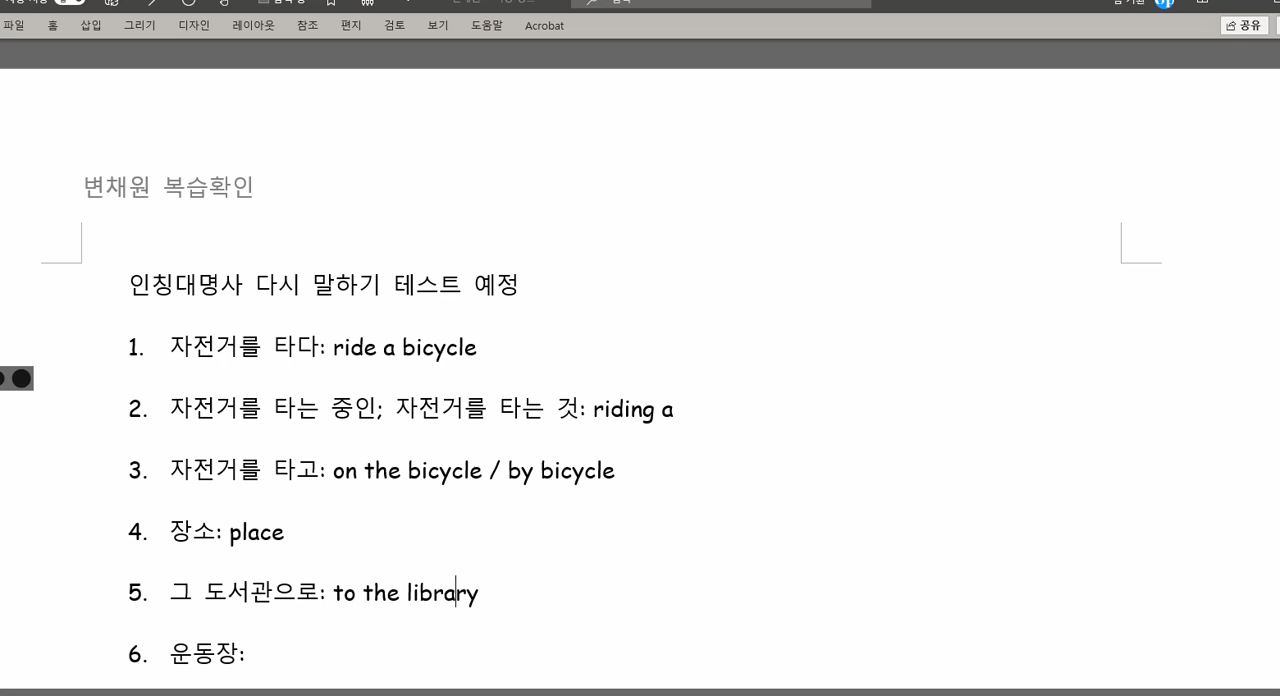 파일 홈 삽입 그리기 디자인 레이아웃 참조 편지 검토 보기 도움말 Acrobat 공유
변채원 복습확인
인칭대명사 다시 말하기 테스트 예정
1. 자전거를 타다: ride a bicycle
2. 자전거를 타는 중인; 자전거를 타는 것: riding a
3. 자전거를 타고: on the bicycle / by bicycle
4. 장소: place
5. 그 도서관으로: to the library
6. 운동장: